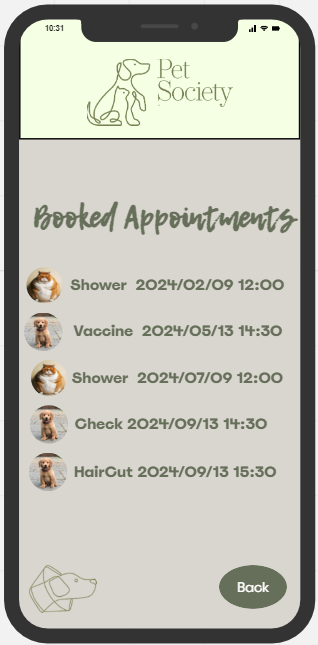 10:31
Pet
Society
Booked Appointments
Shower 2024/02/09 12:00
Vaccine 2024/05/13 14:30
Shower 2024/07/09 12:00
Check 2024/09/13 14:30
HairCut 2024/09/13 15:30
Back